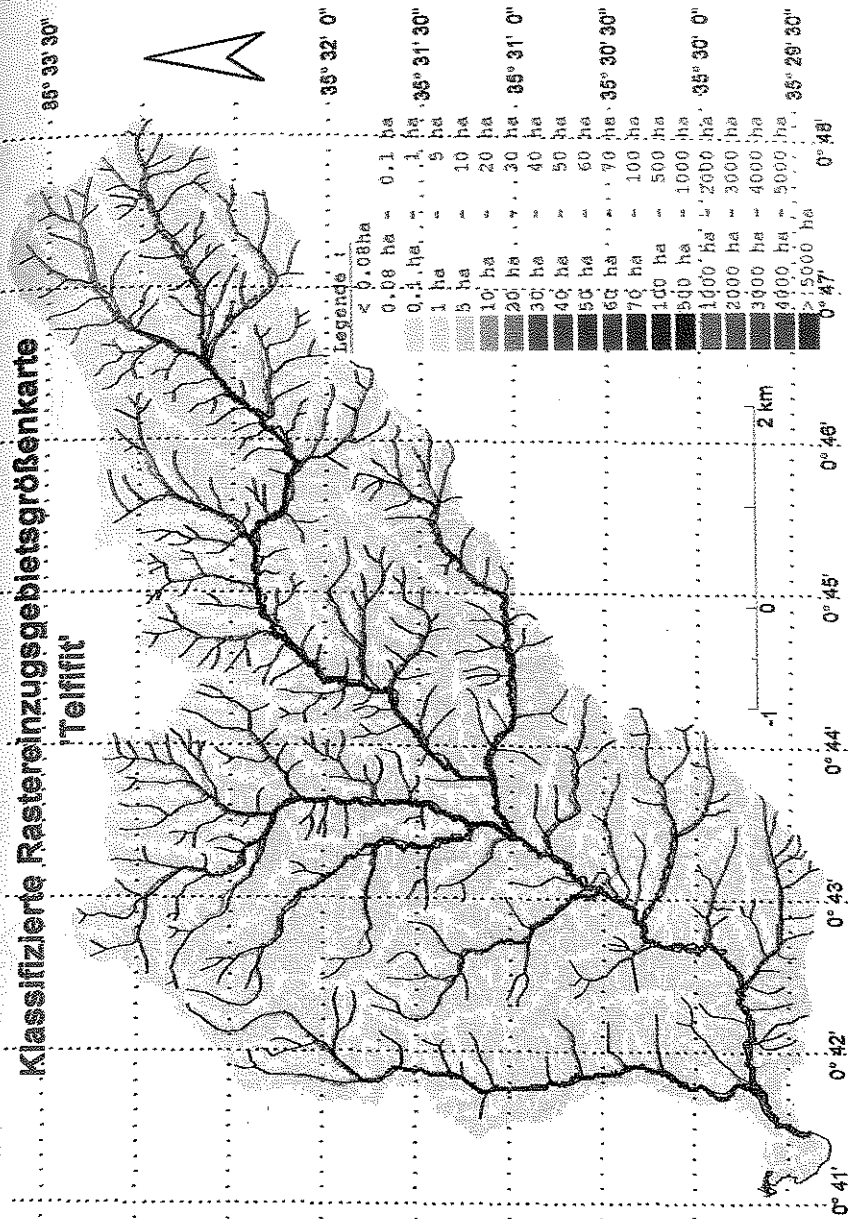 Klassifizierte Rastereinzugsgebietsgrößenkarte
'Telfifit'
35° 33' 30"
35° 32' 0"
35° 31' 30"
35° 31' 0"
35° 30' 30"
35° 30' 0"
35° 29' 30"
Legende :
< 0.08ha
0.08 ha - 0.1 ha
0.1 ha - 1 ha
1 ha - 5 ha
5 ha - 10 ha
10 ha - 20 ha
20 ha - 30 ha
30 ha - 40 ha
40 ha - 50 ha
50 ha - 60 ha
60 ha - 70 ha
70 ha - 100 ha
100 ha - 500 ha
500 ha - 1000 ha
1000 ha - 2000 ha
2000 ha - 3000 ha
3000 ha - 4000 ha
4000 ha - 5000 ha
> 5000 ha
-1 0 2 km
0° 41' 0° 42' 0° 43' 0° 44' 0° 45' 0° 46' 0° 47' 0° 48'